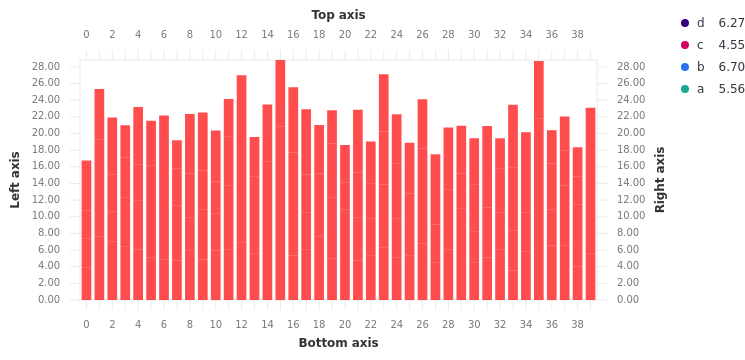 Top axis
0 2 4 6 8 10 12 14 16 18 20 22 24 26 28 30 32 34 36 38
d 6.27
c 4.55
b 6.70
a 5.56
Left axis
28.00 28.00
26.00 26.00
24.00 24.00
22.00 22.00
20.00 20.00
18.00 18.00
16.00 16.00
14.00 14.00
12.00 12.00
10.00 10.00
8.00 8.00
6.00 6.00
4.00 4.00
2.00 2.00
0.00 0.00
Right axis
0 2 4 6 8 10 12 14 16 18 20 22 24 26 28 30 32 34 36 38
Bottom axis